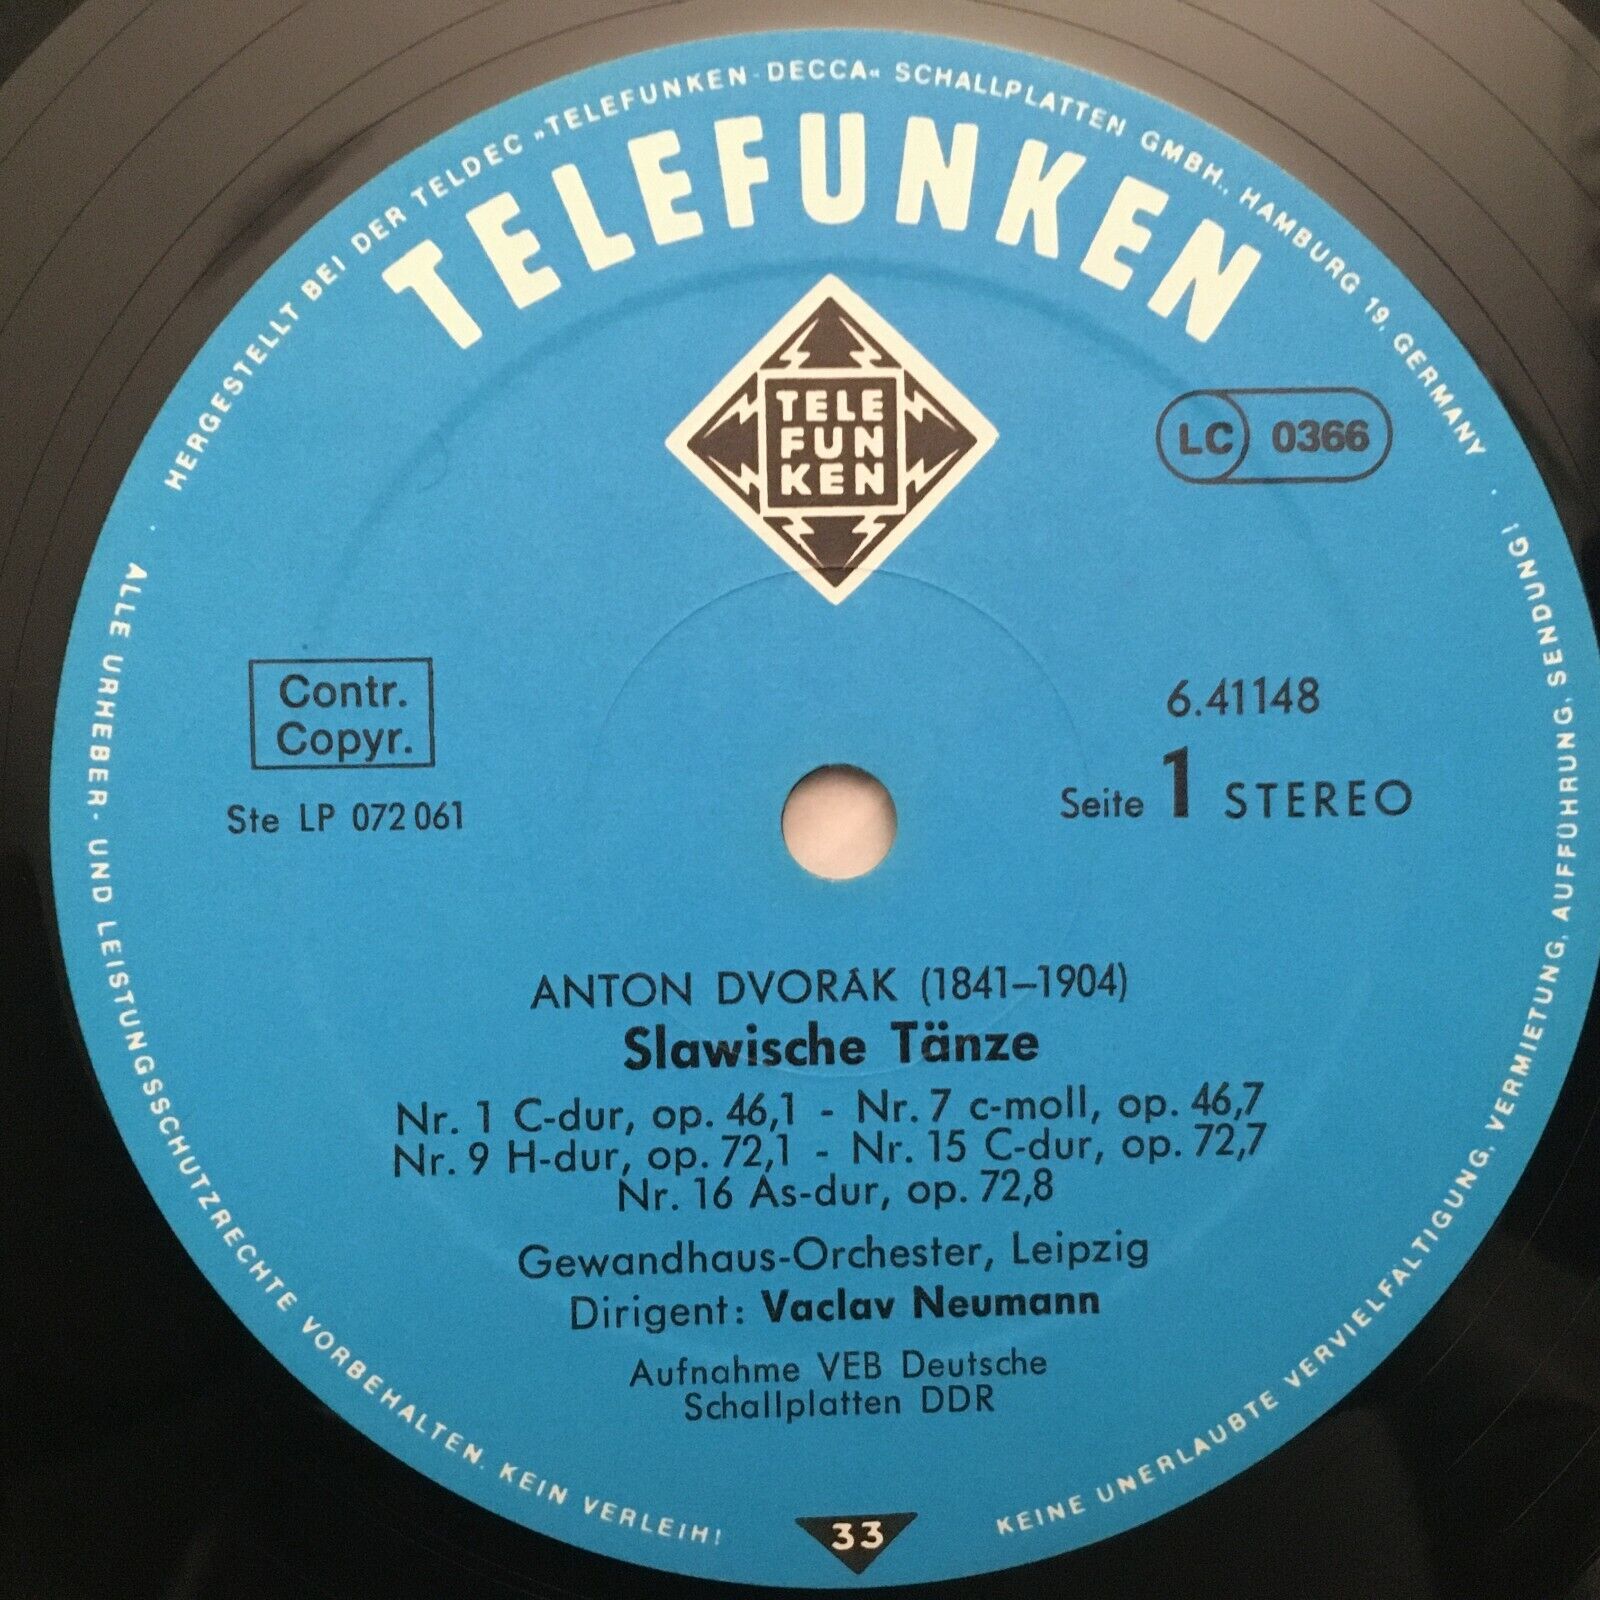 HERGESTELLT BEI DER TELDEC »TELEFUNKEN-DECCA« SCHALLPLATTEN GMBH., HAMBURG 19, GERMANY
TELEFUNKEN
TELE
FUN
KEN
LC 0366
Contr.
Copyr.
6.41148
Ste LP 072 061
Seite 1 STEREO
ANTON DVORÁK (1841–1904)
Slawische Tänze
Nr. 1 C-dur, op. 46,1 - Nr. 7 c-moll, op. 46,7
Nr. 9 H-dur, op. 72,1 - Nr. 15 C-dur, op. 72,7
Nr. 16 As-dur, op. 72,8
Gewandhaus-Orchester, Leipzig
Dirigent: Vaclav Neumann
Aufnahme VEB Deutsche
Schallplatten DDR
33
· ALLE URHEBER- UND LEISTUNGSSCHUTZRECHTE VORBEHALTEN. KEIN VERLEIH!
KEINE UNERLAUBTE VERVIELFALTIGUNG, VERMIETUNG, AUFFÜHRUNG, SENDUNG! ·